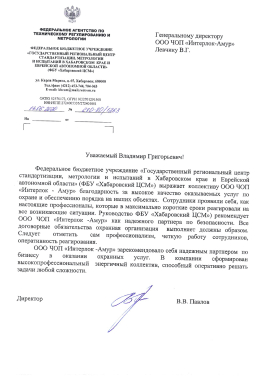 ФЕДЕРАЛЬНОЕ АГЕНТСТВО ПО
ТЕХНИЧЕСКОМУ РЕГУЛИРОВАНИЮ И
МЕТРОЛОГИИ
ФЕДЕРАЛЬНОЕ БЮДЖЕТНОЕ УЧРЕЖДЕНИЕ
«ГОСУДАРСТВЕННЫЙ РЕГИОНАЛЬНЫЙ ЦЕНТР
СТАНДАРТИЗАЦИИ, МЕТРОЛОГИИ
И ИСПЫТАНИЙ В ХАБАРОВСКОМ КРАЕ И
ЕВРЕЙСКОЙ АВТОНОМНОЙ ОБЛАСТИ»
(ФБУ «Хабаровский ЦСМ»)
Генеральному директору
ООО ЧОП «Интерлок-Амур»
Левчику В.Г.
На
Уважаемый Владимир Григорьевич!
Федеральное бюджетное учреждение «Государственный региональный центр
стандартизации, метрологии и испытаний в Хабаровском крае и Еврейской
автономной области» (ФБУ «Хабаровский ЦСМ») выражает коллективу ООО ЧОП
«Интерлок - Амур» благодарность за высокое качество оказываемых услуг по
охране и обеспечению порядка на наших объектах. Сотрудники проявили себя, как
настоящие профессионалы, которые в максимально короткие сроки реагировали на
все возникающие ситуации. Руководство ФБУ «Хабаровский ЦСМ» рекомендует
ООО ЧОП «Интерлок -Амур» как надежного партнера по безопасности. Все
договорные обязательства охранная организация выполняет должным образом.
Следует отметить сам профессионализм, четкую работу сотрудников,
оперативность реагирования.
ООО ЧОП «Интерлок -Амур» зарекомендовало себя надежным партнером по
бизнесу в оказании охранных услуг. В компании сформирован
высокопрофессиональный энергичный коллектив, способный оперативно решать
задачи любой сложности.
Директор
В.В. Павлов